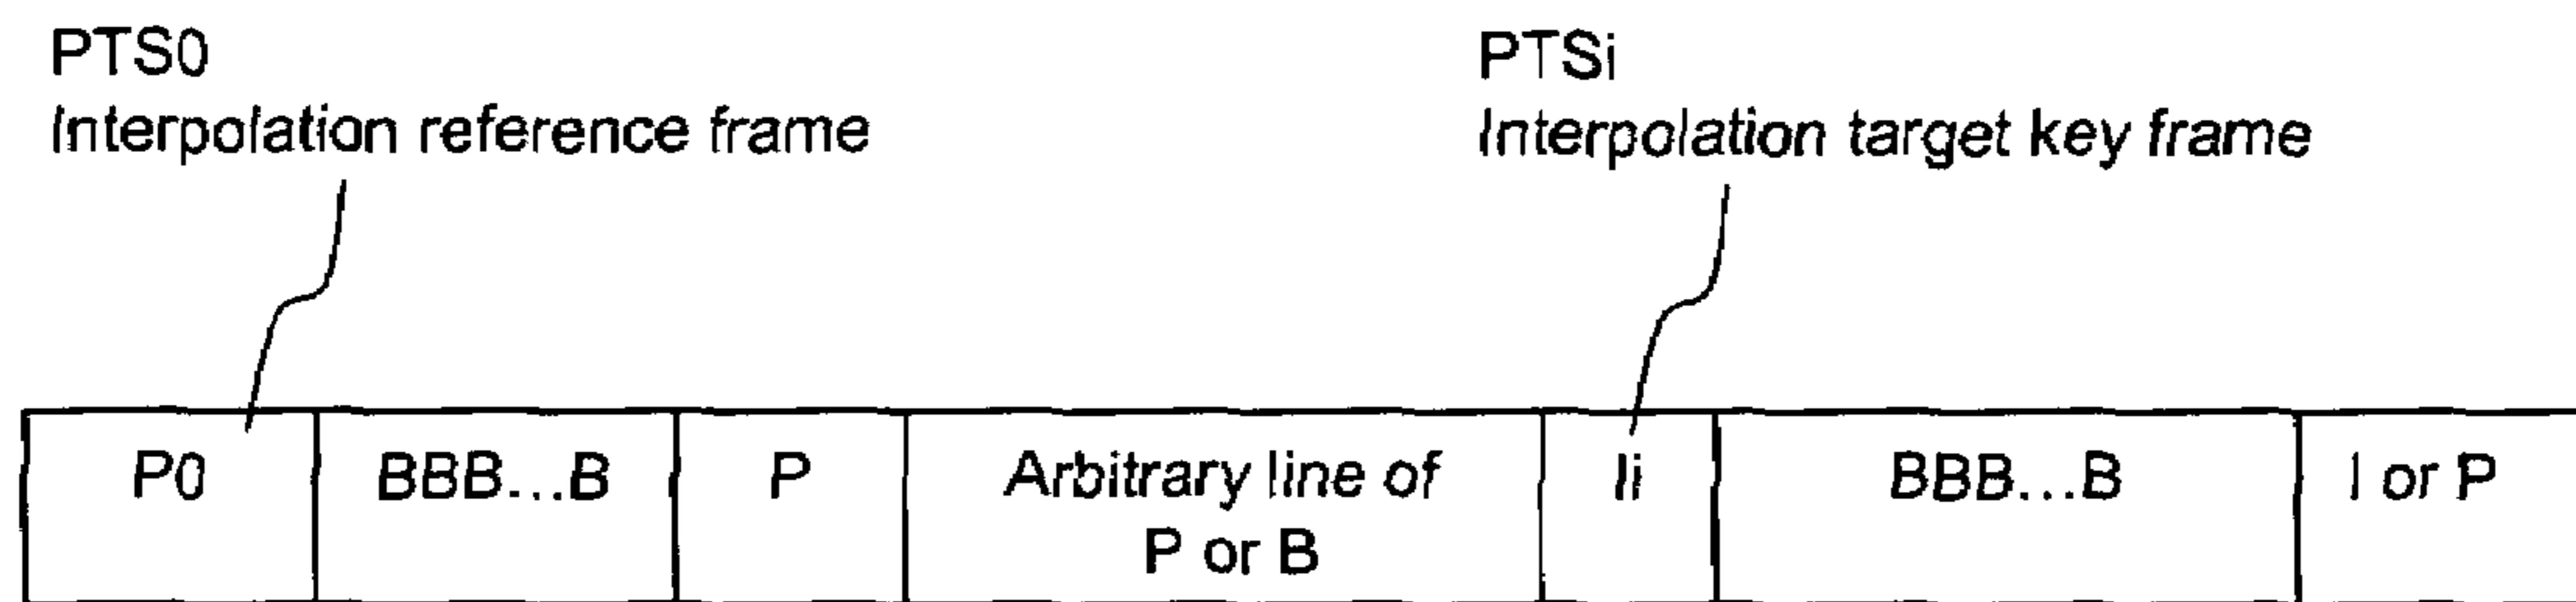 PTS0
Interpolation reference frame
PTSi
Interpolation target key frame
P0
BBB...B
P
Arbitrary line of
P or B
Ii
BBB...B
I or P